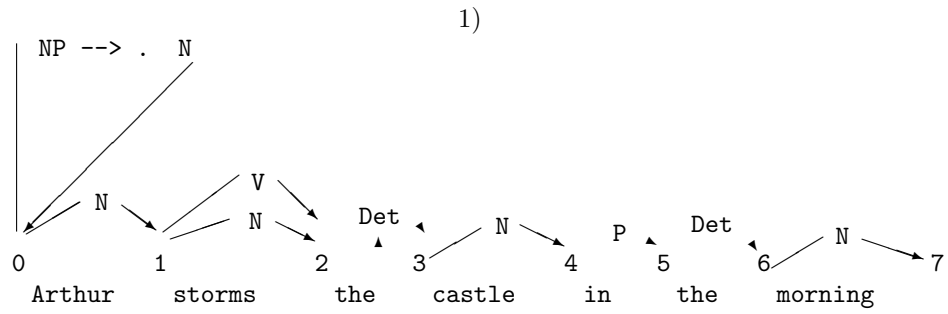 1)
NP --> . N
V
N N Det N P Det N
0 1 2 3 4 5 6 7
Arthur storms the castle in the morning